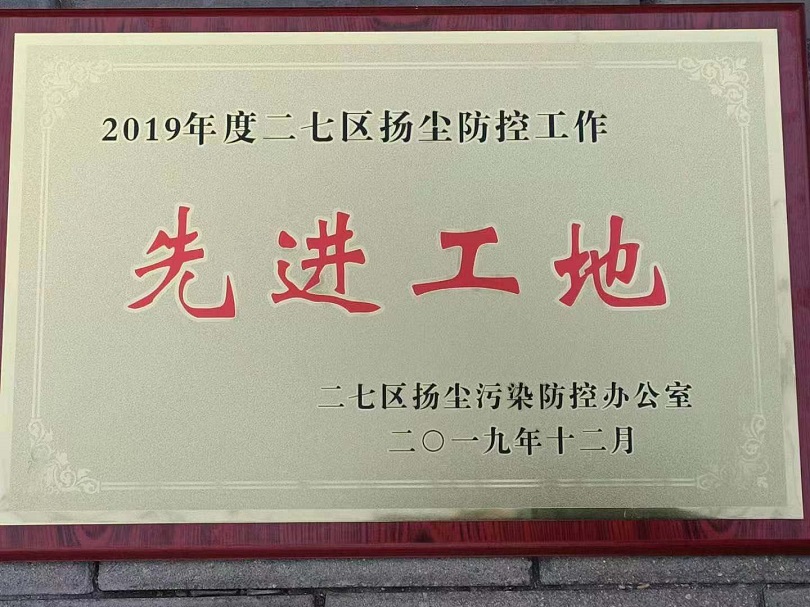 2019年度二七区扬尘防控工作
先进工地
二七区扬尘污染防控办公室
二〇一九年十二月